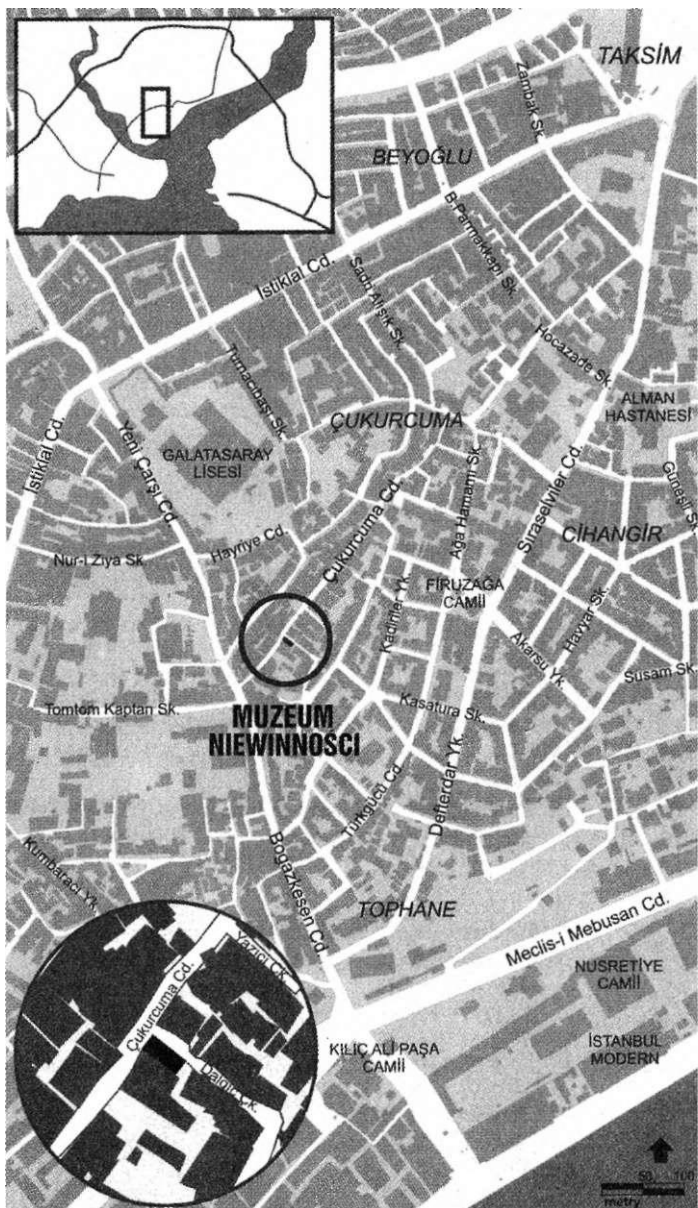 TAKSİM
Zambak Sk.
BEYOĞLU
B.Parmakkapı Sk.
İstiklal Cd.
Sadri Alışık Sk.
Hocazade Sk.
Turnacıbaşı Sk.
ALMAN
HASTANESİ
ÇUKURCUMA
İstiklal Cd.
Yeni Çarşı Cd.
GALATASARAY
LİSESİ
Ağa Hamamı Sk.
Sıraselviler Cd.
Güneşli Sk.
Çukurcuma Cd.
CİHANGİR
Nur-i Ziya Sk.
Hayriye Cd.
Kadiriler Yk.
FİRUZAĞA
CAMİİ
Havyar Sk.
Akarsu Yk.
Susam Sk.
Tomtom Kaptan Sk.
MUZEUM
NIEWINNOŚCI
Kasatura Sk.
Türkgücü Cd.
Defterdar Yk.
Kumbaracı Yk.
Boğazkesen Cd.
TOPHANE
Meclis-i Mebusan Cd.
Yazıcı Çk.
Çukurcuma Cd.
Dalgıç Çk.
NUSRETİYE
CAMİİ
KILIÇ ALİ PAŞA
CAMİİ
İSTANBUL
MODERN
50 100
metry